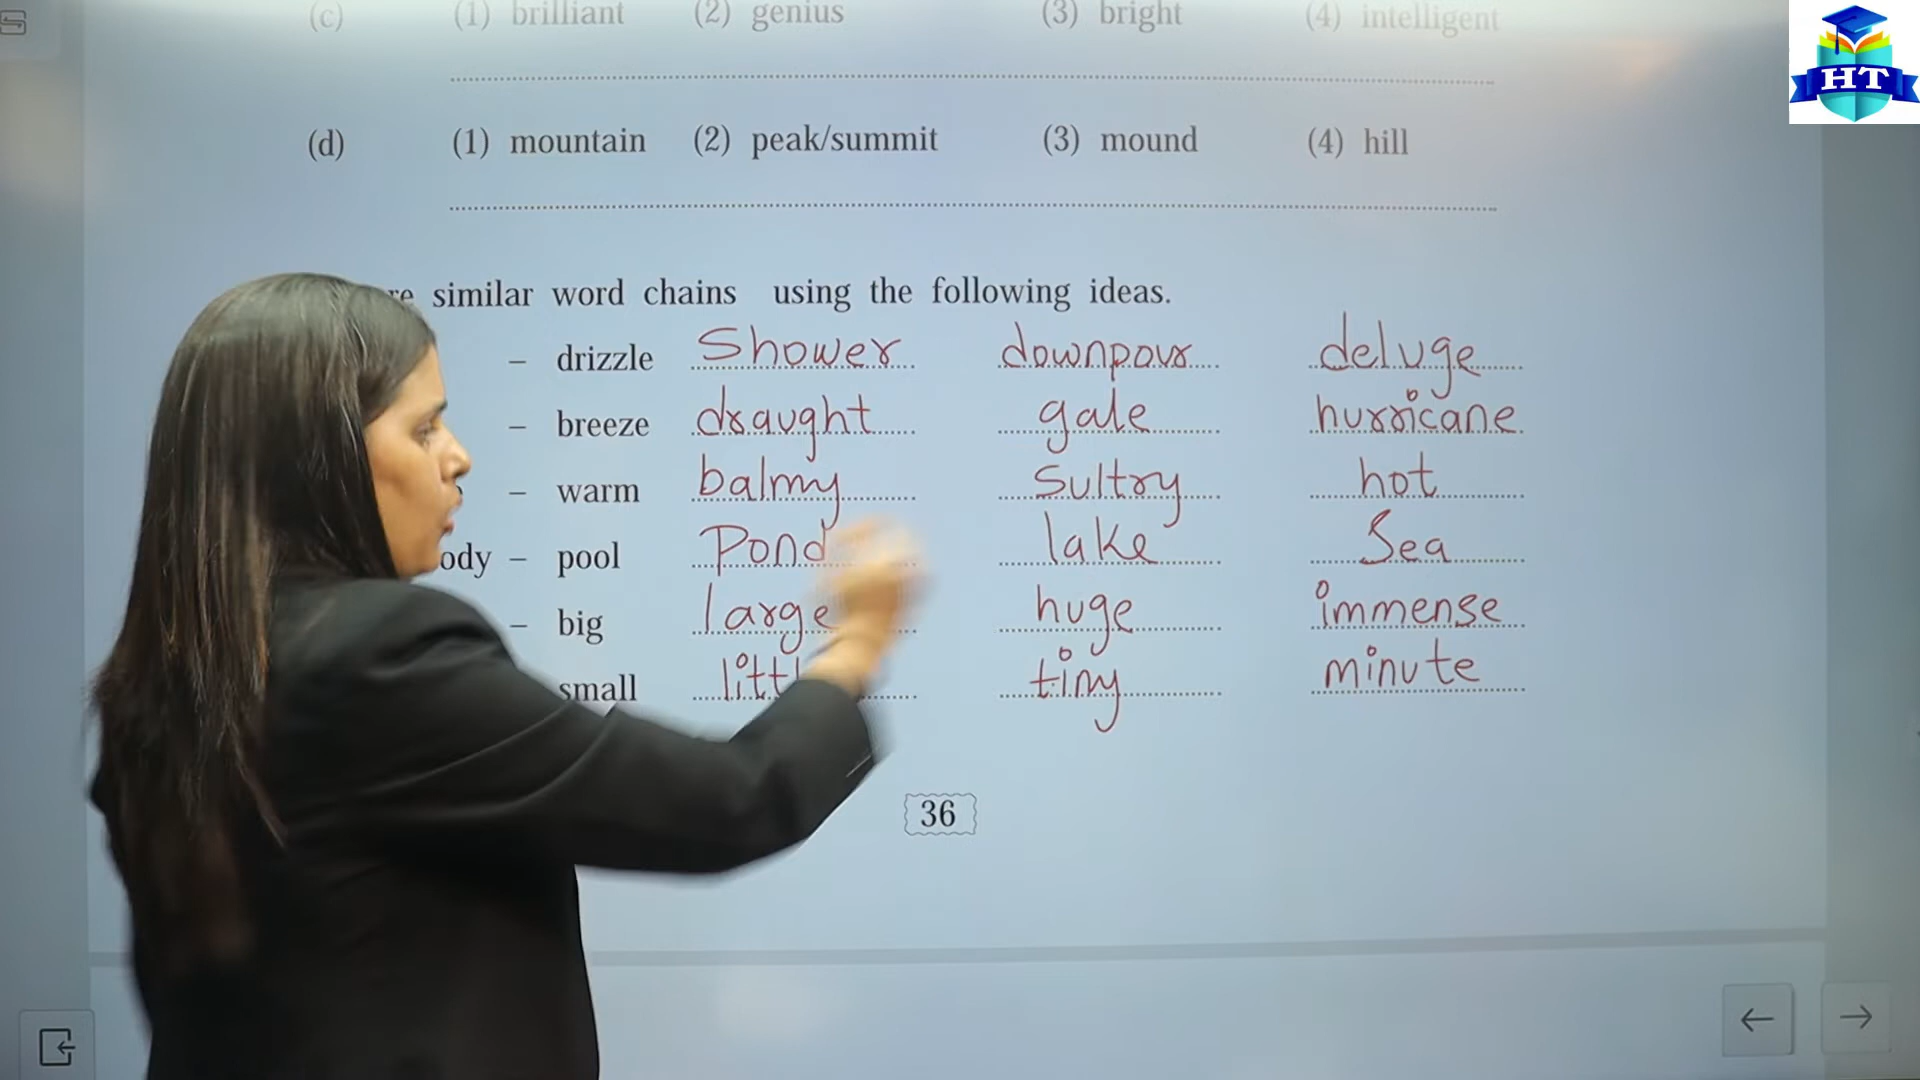 (c) (1) brilliant (2) genius (3) bright (4) intelligent
(d) (1) mountain (2) peak/summit (3) mound (4) hill
similar word chains using the following ideas.
– drizzle Shower downpour deluge
– breeze draught gale hurricane
– warm balmy Sultry hot
– pool Pond lake Sea
– big large huge immense
small tiny minute
36
HT